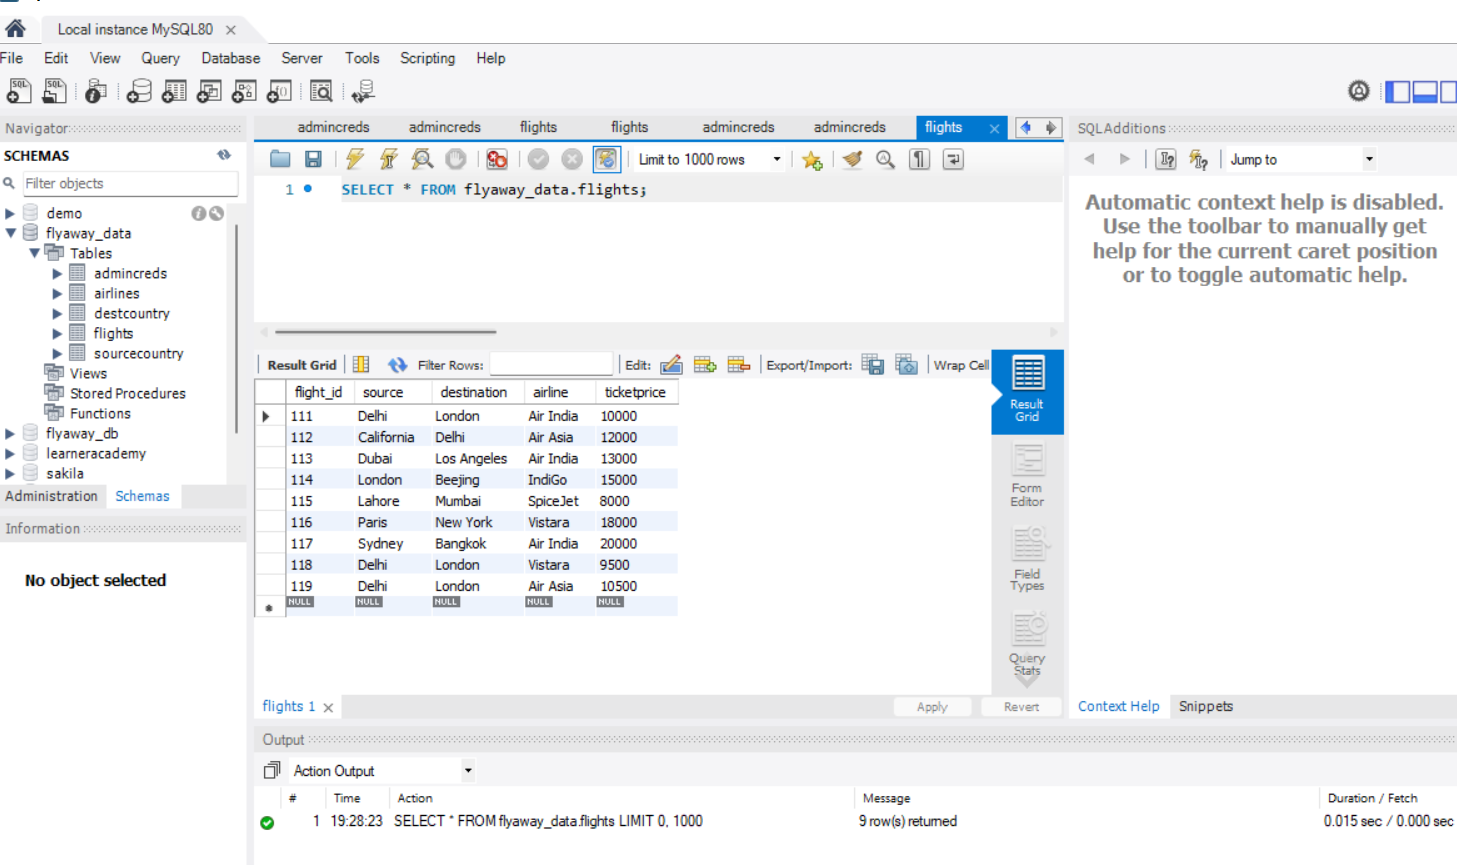 Local instance MySQL80
File Edit View Query Database Server Tools Scripting Help
Navigator
SCHEMAS
Filter objects
demo
flyaway_data
Tables
admincreds
airlines
destcountry
flights
sourcecountry
Views
Stored Procedures
Functions
flyaway_db
learneracademy
sakila
Administration Schemas
Information
No object selected
admincreds admincreds flights flights admincreds admincreds flights
Limit to 1000 rows
1 SELECT * FROM flyaway_data.flights;
Result Grid Filter Rows: Edit: Export/Import: Wrap Cell
flight_id source destination airline ticketprice
111 Delhi London Air India 10000
112 California Delhi Air Asia 12000
113 Dubai Los Angeles Air India 13000
114 London Beejing IndiGo 15000
115 Lahore Mumbai SpiceJet 8000
116 Paris New York Vistara 18000
117 Sydney Bangkok Air India 20000
118 Delhi London Vistara 9500
119 Delhi London Air Asia 10500
NULL NULL NULL NULL NULL
Result
Grid
Form
Editor
Field
Types
Query
Stats
flights 1 Apply Revert
SQLAdditions
Jump to
Automatic context help is disabled.
Use the toolbar to manually get
help for the current caret position
or to toggle automatic help.
Context Help Snippets
Output
Action Output
# Time Action Message Duration / Fetch
1 19:28:23 SELECT * FROM flyaway_data.flights LIMIT 0, 1000 9 row(s) returned 0.015 sec / 0.000 sec